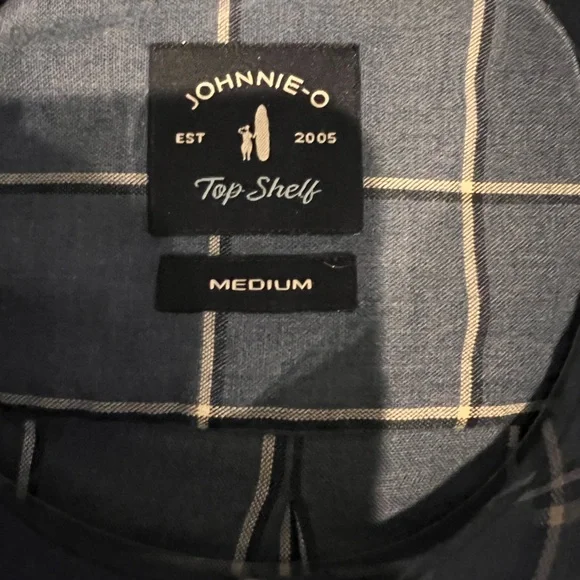 JOHNNIE-O
EST 2005
Top Shelf
MEDIUM